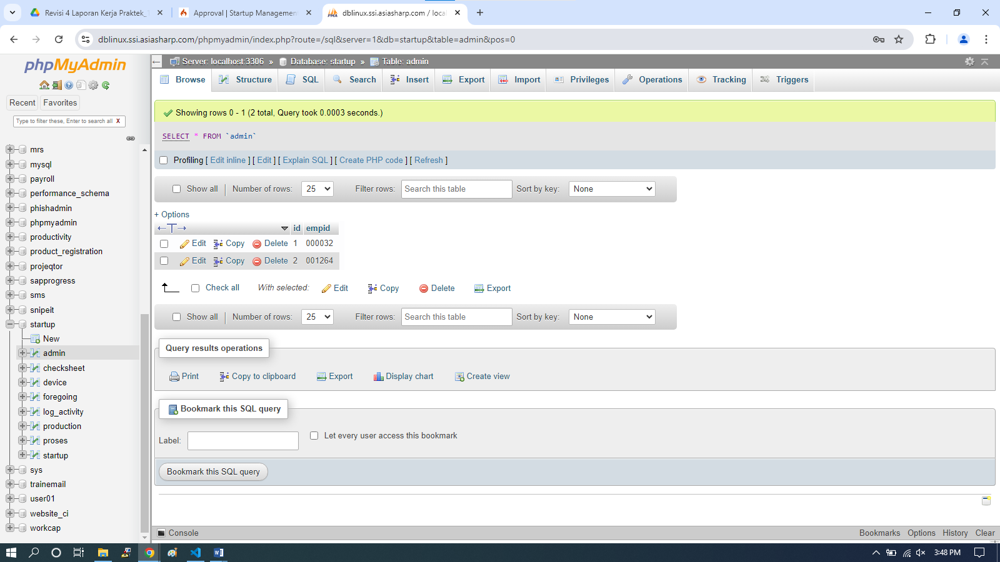 Revisi 4 Laporan Kerja Praktek_
Approval | Startup Management
dblinux.ssi.asiasharp.com / loca
dblinux.ssi.asiasharp.com/phpmyadmin/index.php?route=/sql&server=1&db=startup&table=admin&pos=0
phpMyAdmin
Recent
Favorites
Type to filter these, Enter to search all X
mrs
mysql
payroll
performance_schema
phishadmin
phpmyadmin
productivity
product_registration
projeqtor
sapprogress
sms
snipeit
startup
New
admin
checksheet
device
foregoing
log_activity
production
proses
startup
sys
trainemail
user01
website_ci
workcap
Server: localhost:3306 » Database: startup » Table: admin
Browse Structure SQL Search Insert Export Import Privileges Operations Tracking Triggers
Showing rows 0 - 1 (2 total, Query took 0.0003 seconds.)
SELECT * FROM `admin`
Profiling [ Edit inline ] [ Edit ] [ Explain SQL ] [ Create PHP code ] [ Refresh ]
Show all | Number of rows: 25 Filter rows: Search this table Sort by key: None
+ Options
id empid
Edit Copy Delete 1 000032
Edit Copy Delete 2 001264
Check all With selected: Edit Copy Delete Export
Show all | Number of rows: 25 Filter rows: Search this table Sort by key: None
Query results operations
Print Copy to clipboard Export Display chart Create view
Bookmark this SQL query
Label: Let every user access this bookmark
Bookmark this SQL query
Console Bookmarks Options History Clear
3:48 PM